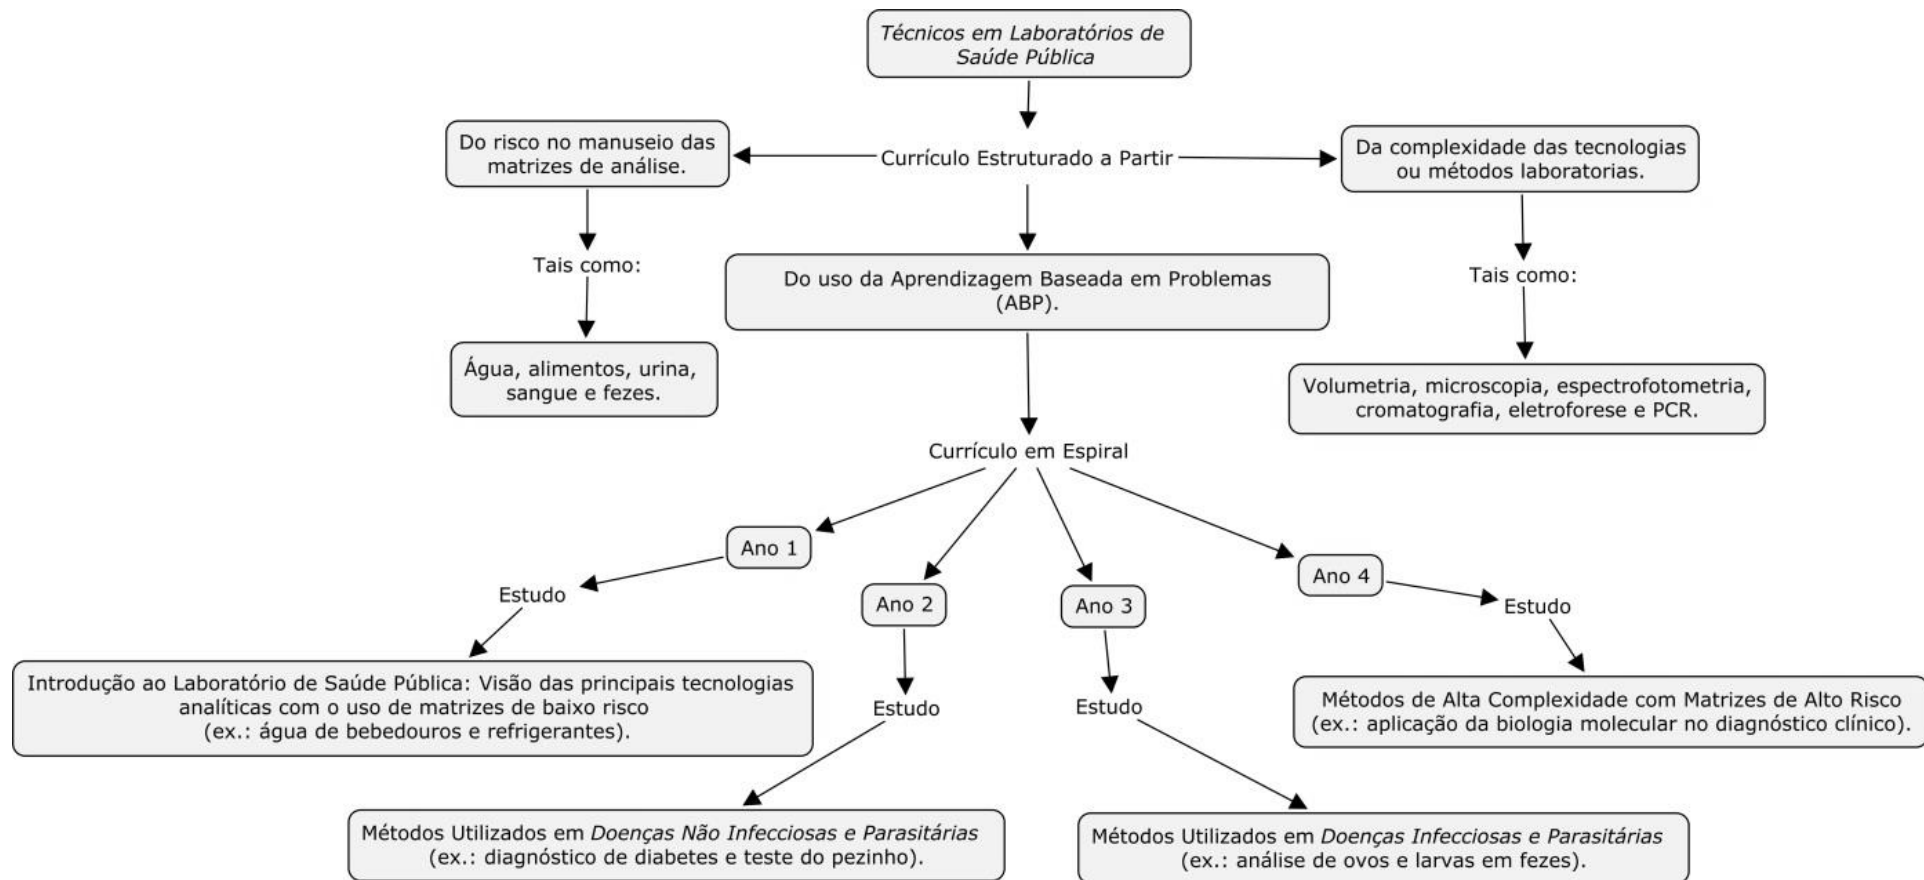 Técnicos em Laboratórios de
Saúde Pública
Do risco no manuseio das
matrizes de análise.
Currículo Estruturado a Partir
Da complexidade das tecnologias
ou métodos laboratorias.
Tais como:
Do uso da Aprendizagem Baseada em Problemas
(ABP).
Tais como:
Água, alimentos, urina,
sangue e fezes.
Volumetria, microscopia, espectrofotometria,
cromatografia, eletroforese e PCR.
Currículo em Espiral
Ano 1
Ano 2
Ano 3
Ano 4
Estudo
Estudo
Introdução ao Laboratório de Saúde Pública: Visão das principais tecnologias
analíticas com o uso de matrizes de baixo risco
(ex.: água de bebedouros e refrigerantes).
Estudo
Estudo
Métodos de Alta Complexidade com Matrizes de Alto Risco
(ex.: aplicação da biologia molecular no diagnóstico clínico).
Métodos Utilizados em Doenças Não Infecciosas e Parasitárias
(ex.: diagnóstico de diabetes e teste do pezinho).
Métodos Utilizados em Doenças Infecciosas e Parasitárias
(ex.: análise de ovos e larvas em fezes).